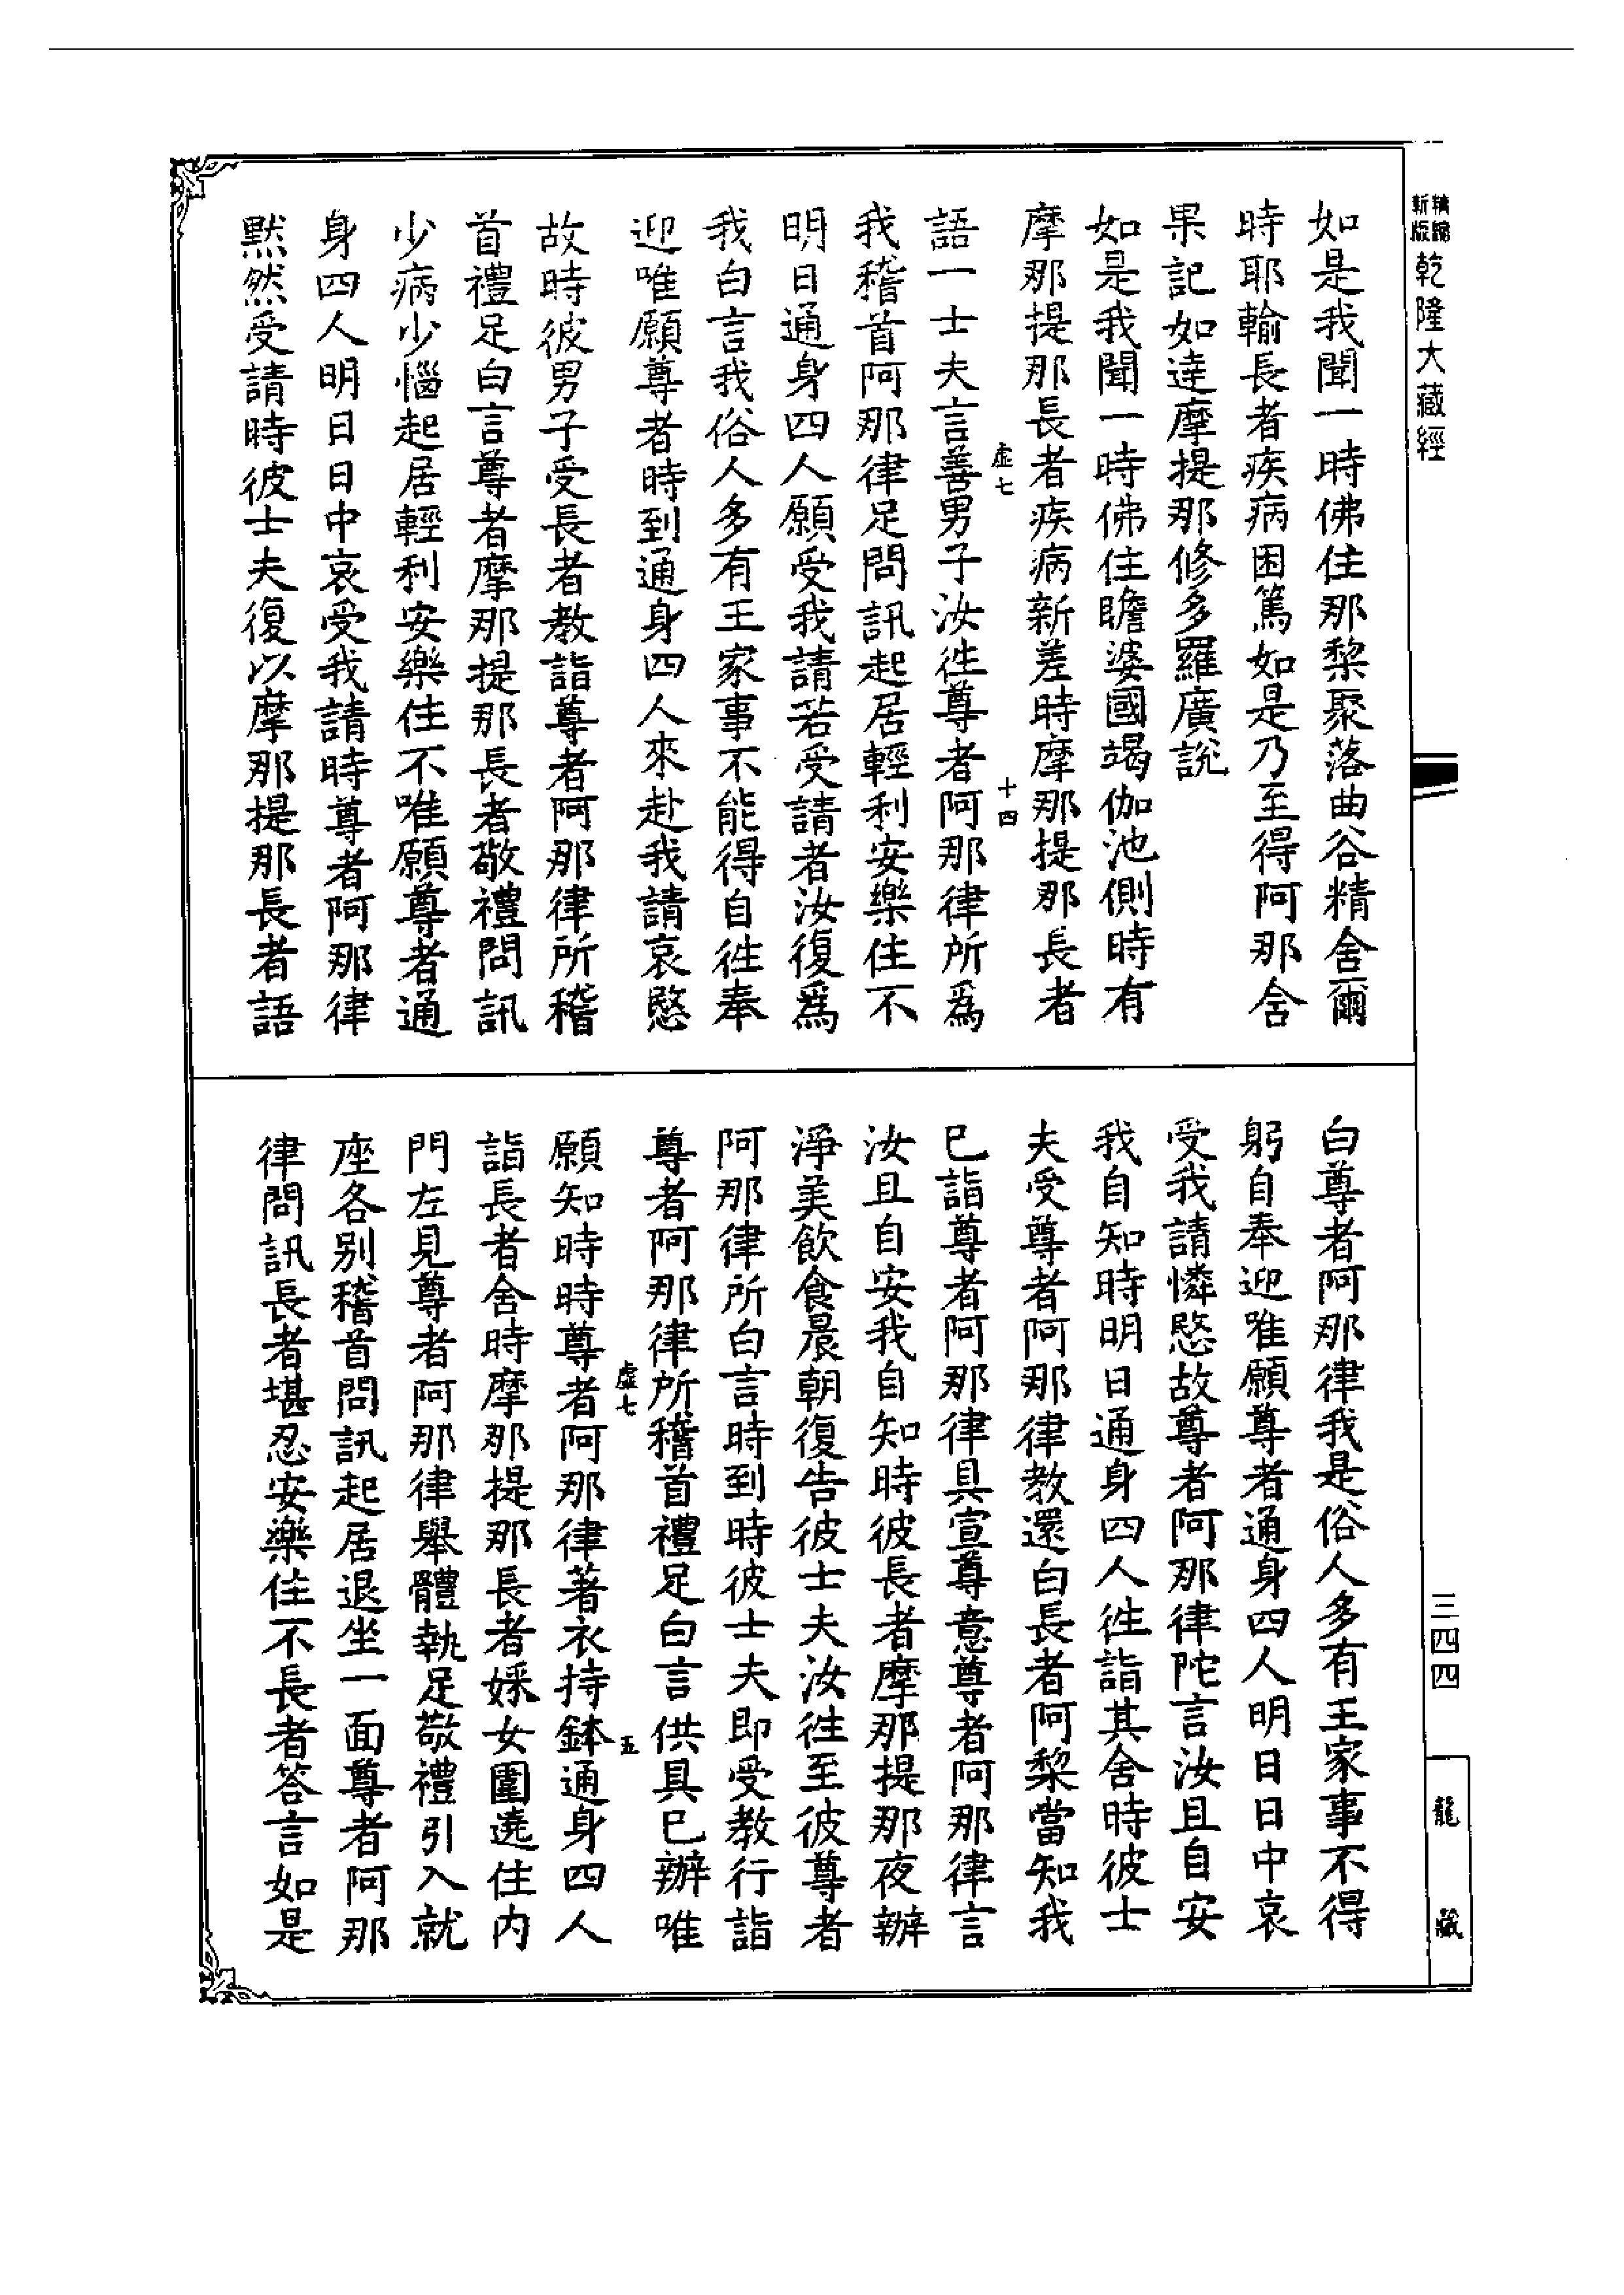 新編
新版
乾隆大藏經
如是我聞一時佛住那棃聚落曲谷精舍爾
時耶輸長者疾病困篤如是乃至得阿那舍
果記如達摩提那修多羅廣說
如是我聞一時佛住瞻婆國竭伽池側時有
摩那提那長者疾病新差時摩那提那長者
虛七
十四
語一士夫言善男子汝徃尊者阿那律所爲
我稽首阿那律足問訊起居輕利安樂住不
明日通身四人願受我請若受請者汝復爲
我白言我俗人多有王家事不能得自徃奉
迎唯願尊者時到通身四人來赴我請哀愍
故時彼男子受長者教詣尊者阿那律所稽
首禮足白言尊者摩那提那長者敬禮問訊
少病少惱起居輕利安樂住不唯願尊者通
身四人明日日中哀受我請時尊者阿那律
默然受請時彼士夫復以摩那提那長者語
白尊者阿那律我是俗人多有王家事不得
躬自奉迎唯願尊者通身四人明日日中哀
受我請憐愍故尊者阿那律陀言汝且自安
我自知時明日通身四人徃詣其舍時彼士
夫受尊者阿那律教還白長者阿棃當知我
巳詣尊者阿那律具宣尊意尊者阿那律言
汝且自安我自知時彼長者摩那提那夜辦
淨美飲食晨朝復告彼士夫汝徃至彼尊者
阿那律所白言時到時彼士夫即受教行詣
尊者阿那律所稽首禮足白言供具巳辦唯
虛七
五
願知時時尊者阿那律著衣持鉢通身四人
詣長者舍時摩那提那長者婇女圍遶住内
門左見尊者阿那律舉體執足敬禮引入就
座各别稽首問訊起居退坐一面尊者阿那
律問訊長者堪忍安樂住不長者答言如是
三四四
龍藏